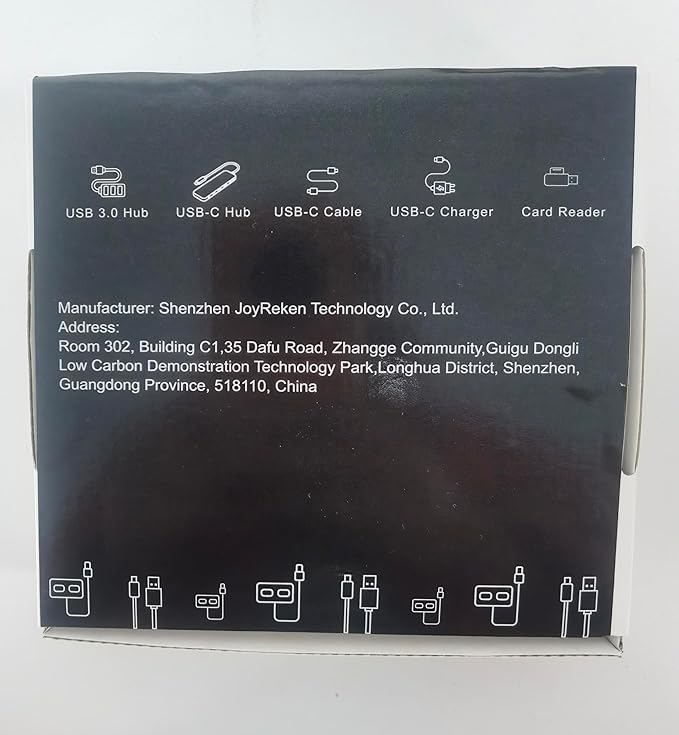 USB 3.0 Hub USB-C Hub USB-C Cable USB-C Charger Card Reader
Manufacturer: Shenzhen JoyReken Technology Co., Ltd.
Address:
Room 302, Building C1,35 Dafu Road, Zhangge Community,Guigu Dongli
Low Carbon Demonstration Technology Park,Longhua District, Shenzhen,
Guangdong Province, 518110, China